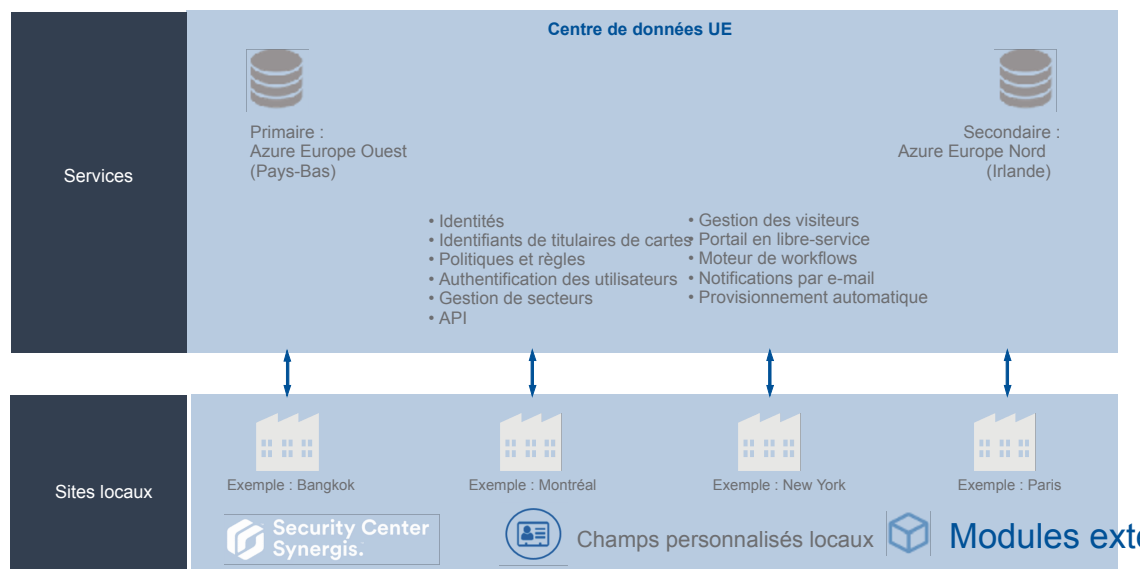 Centre de données UE
Services
Primaire :
Azure Europe Ouest
(Pays-Bas)
Secondaire :
Azure Europe Nord
(Irlande)
• Identités
• Identifiants de titulaires de cartes
• Politiques et règles
• Authentification des utilisateurs
• Gestion de secteurs
• API
• Gestion des visiteurs
• Portail en libre-service
• Moteur de workflows
• Notifications par e-mail
• Provisionnement automatique
Sites locaux
Exemple : Bangkok
Exemple : Montréal
Exemple : New York
Exemple : Paris
Security Center
Synergis.
Champs personnalisés locaux
Modules